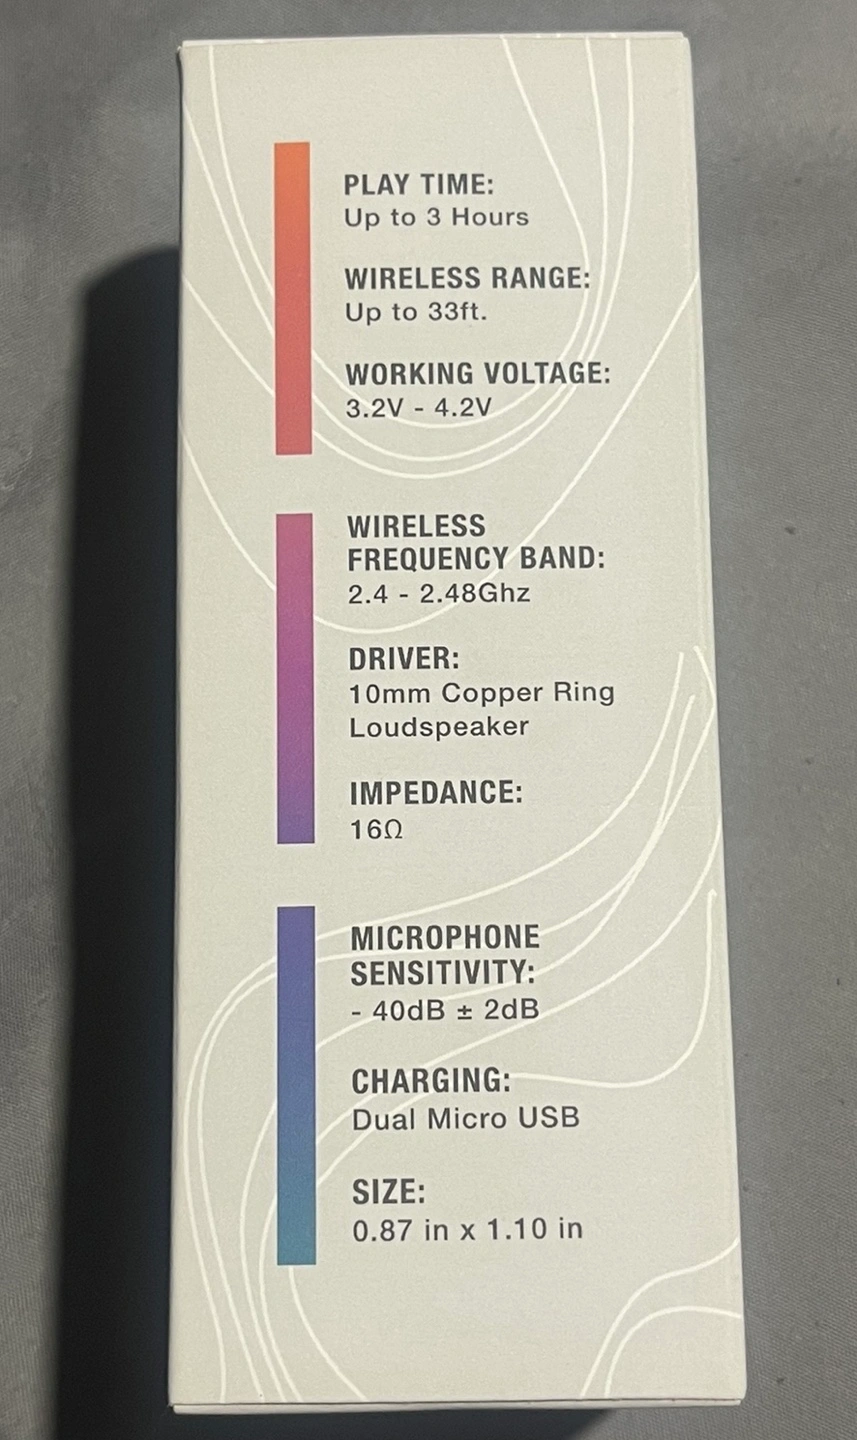 PLAY TIME:
Up to 3 Hours
WIRELESS RANGE:
Up to 33ft.
WORKING VOLTAGE:
3.2V - 4.2V
WIRELESS
FREQUENCY BAND:
2.4 - 2.48Ghz
DRIVER:
10mm Copper Ring
Loudspeaker
IMPEDANCE:
16Ω
MICROPHONE
SENSITIVITY:
- 40dB ± 2dB
CHARGING:
Dual Micro USB
SIZE:
0.87 in x 1.10 in